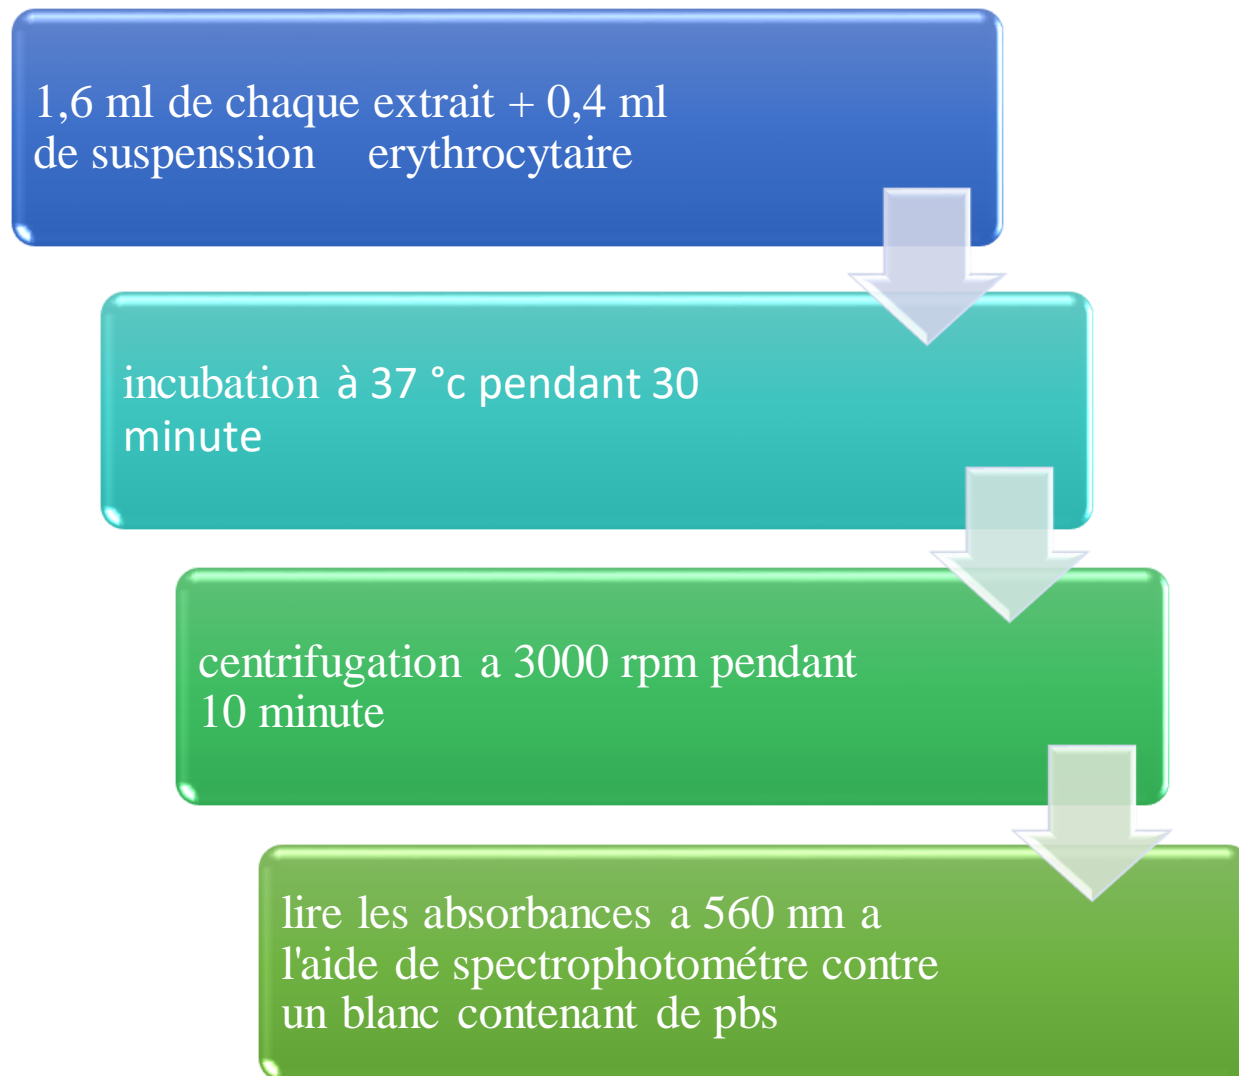 1,6 ml de chaque extrait + 0,4 ml
de suspenssion erythrocytaire
incubation à 37 °c pendant 30
minute
centrifugation a 3000 rpm pendant
10 minute
lire les absorbances a 560 nm a
l'aide de spectrophotométre contre
un blanc contenant de pbs